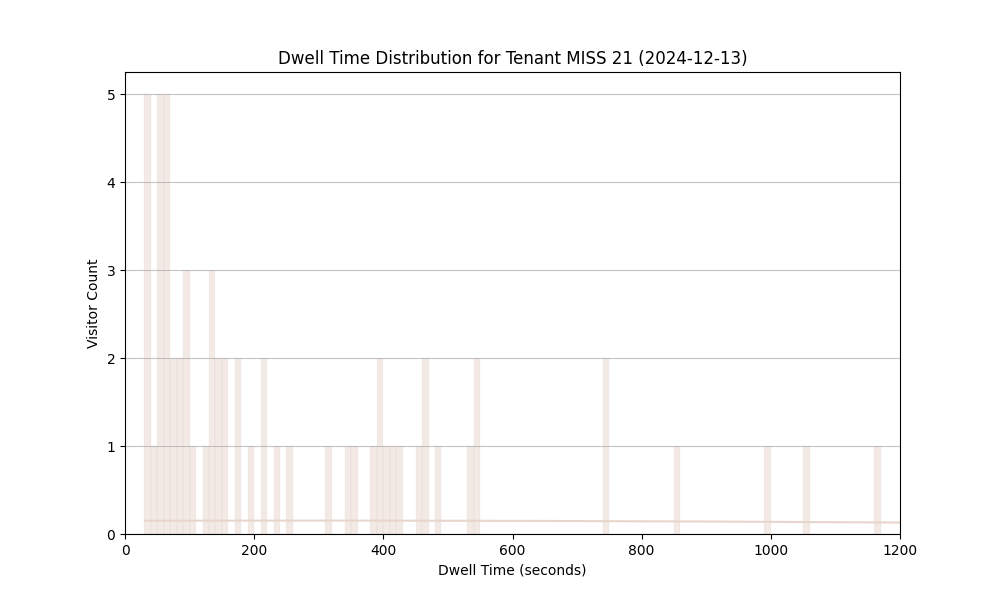 Dwell Time Distribution for Tenant MISS 21 (2024-12-13)
Visitor Count
5
4
3
2
1
0
0 200 400 600 800 1000 1200
Dwell Time (seconds)